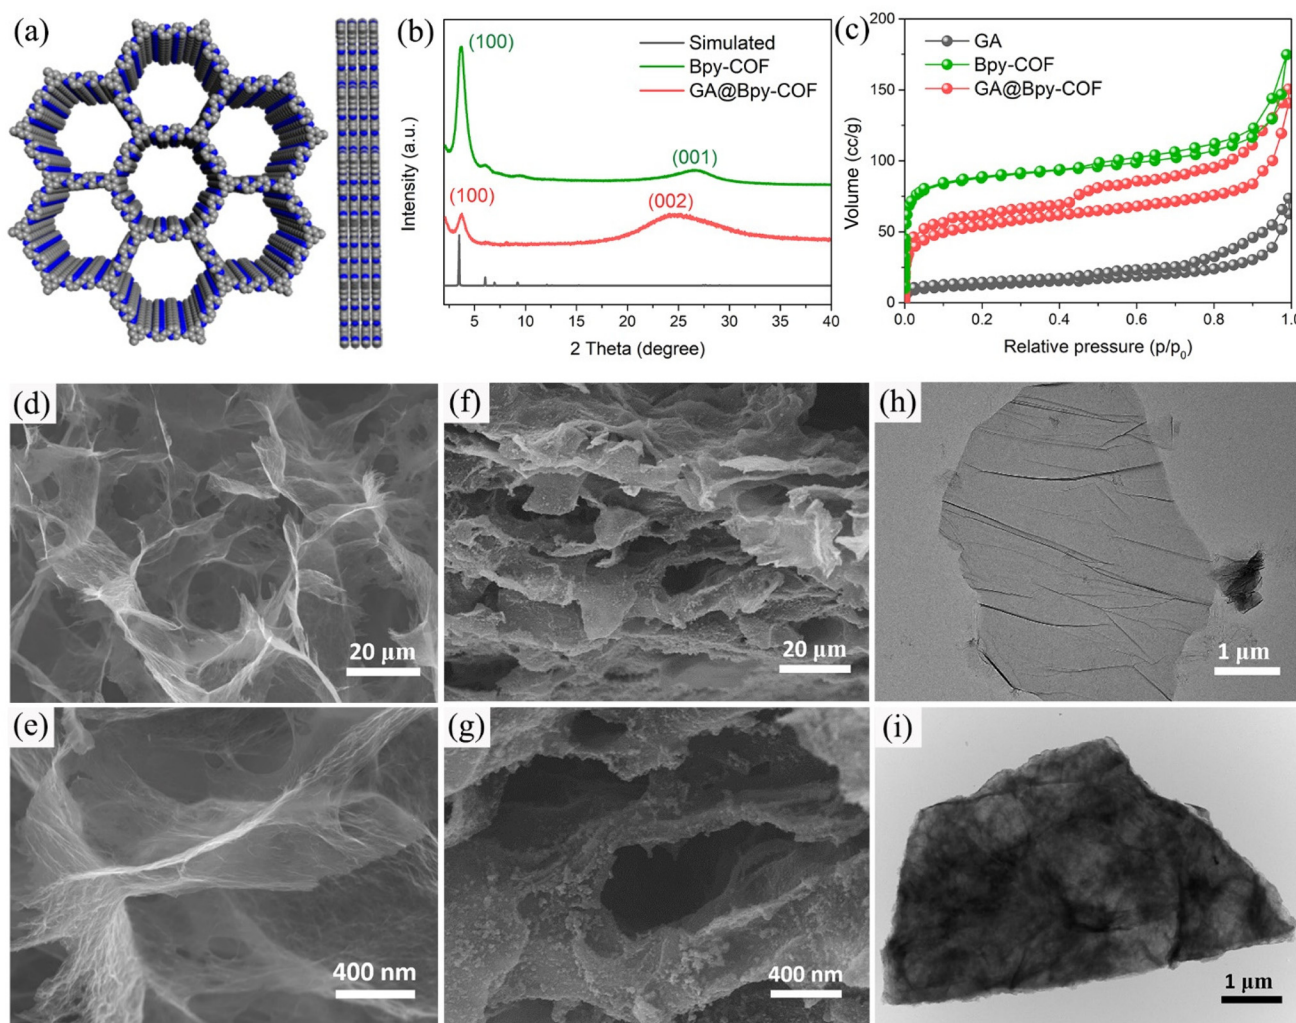 (a)
(b)
(100)
Simulated
Bpy-COF
GA@Bpy-COF
(001)
(100)
(002)
Intensity (a.u.)
5 10 15 20 25 30 35 40
2 Theta (degree)
(c)
200
150
100
50
0
GA
Bpy-COF
GA@Bpy-COF
Volume (cc/g)
0.0 0.2 0.4 0.6 0.8 1.0
Relative pressure (p/p₀)
(d)
20 μm
(f)
20 μm
(h)
1 μm
(e)
400 nm
(g)
400 nm
(i)
1 μm